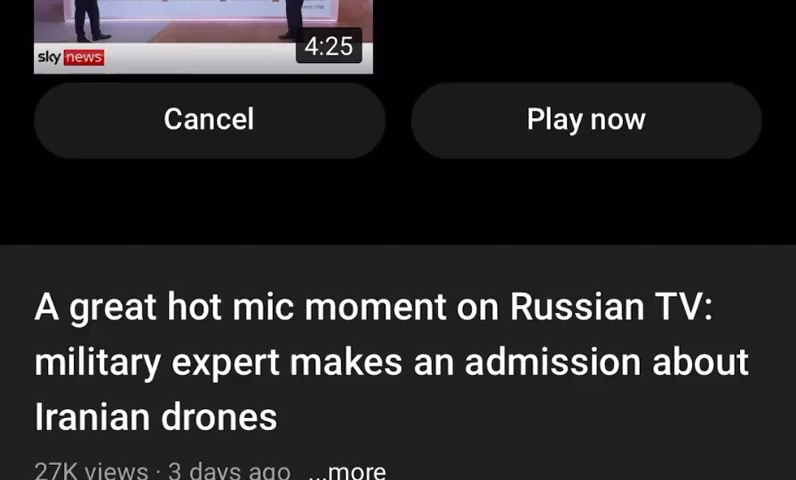 sky news
4:25
Cancel
Play now
A great hot mic moment on Russian TV:
military expert makes an admission about
Iranian drones
27K views · 3 days ago ...more